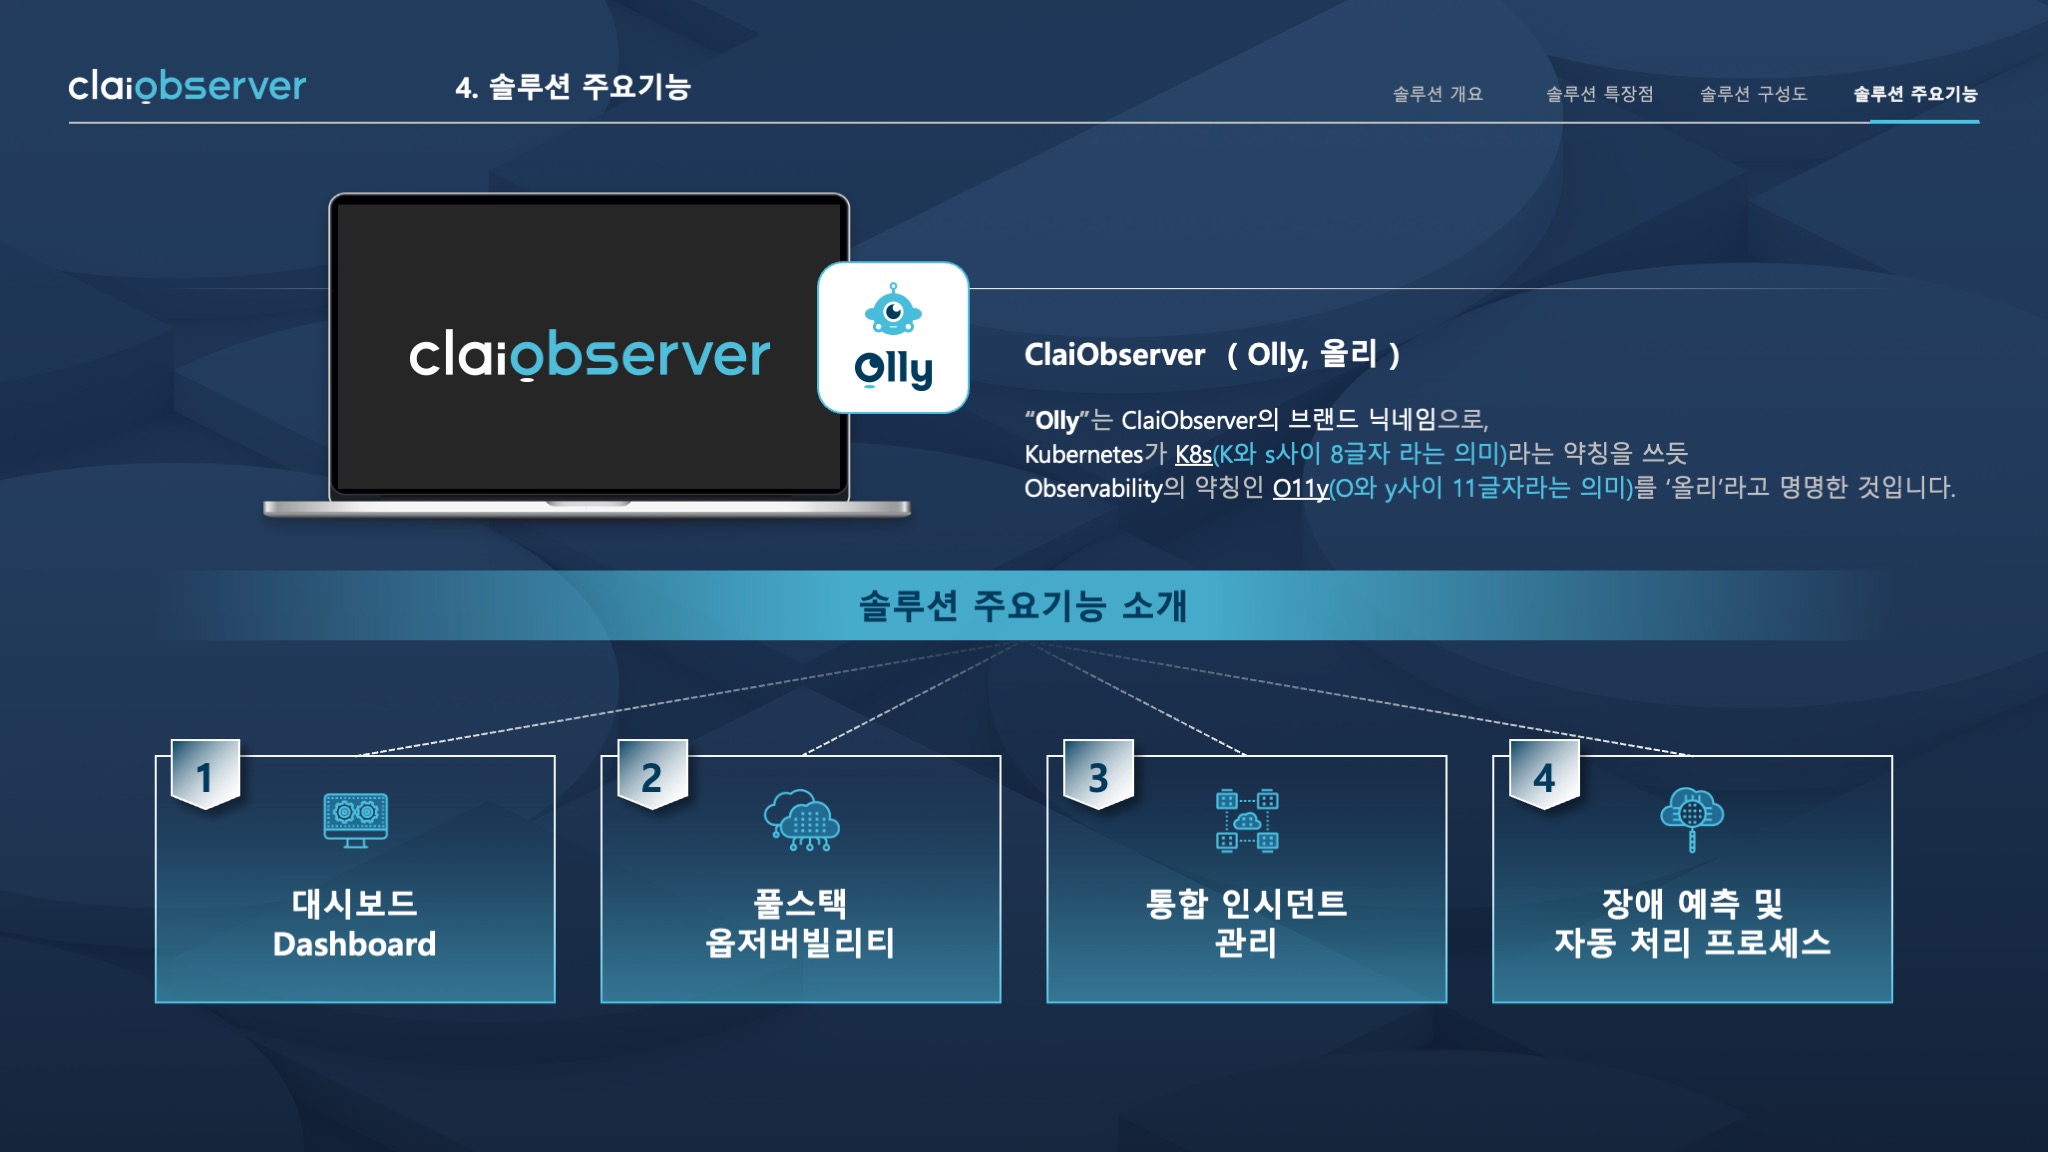 claiobserver
4. 솔루션 주요기능
솔루션 개요
솔루션 특장점
솔루션 구성도
솔루션 주요기능
claiobserver
Olly
ClaiObserver ( Olly, 올리 )
“Olly”는 ClaiObserver의 브랜드 닉네임으로,
Kubernetes가 K8s(K와 s사이 8글자 라는 의미)라는 약칭을 쓰듯
Observability의 약칭인 O11y(O와 y사이 11글자라는 의미)를 ‘올리’라고 명명한 것입니다.
솔루션 주요기능 소개
1
대시보드
Dashboard
2
풀스택
옵저버빌리티
3
통합 인시던트
관리
4
장애 예측 및
자동 처리 프로세스